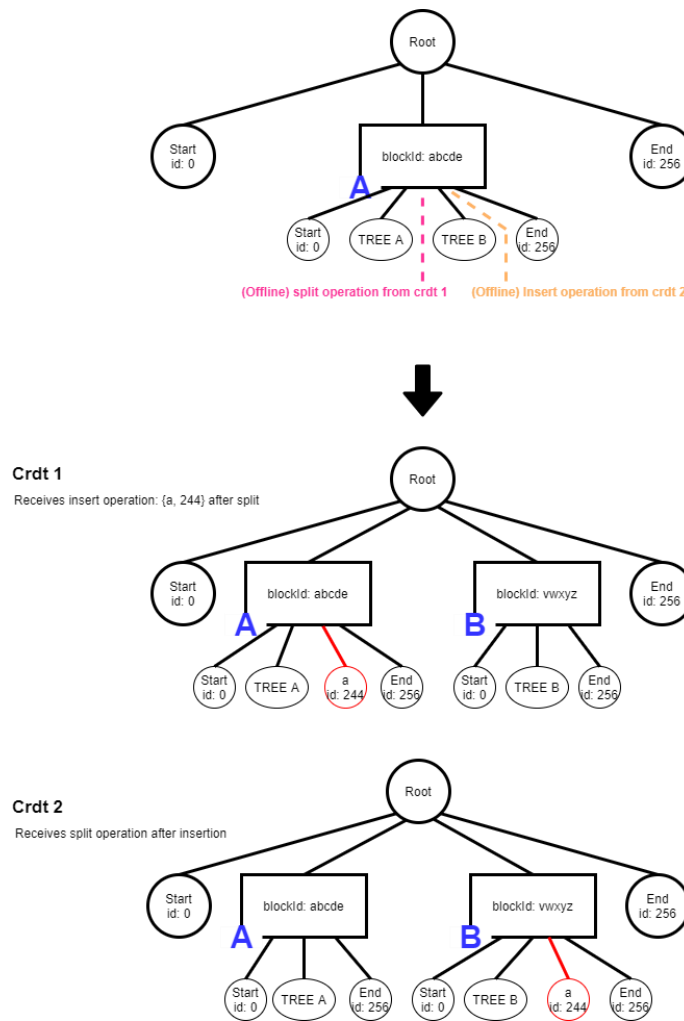 Root
Start
id: 0
blockId: abcde
End
id: 256
A
Start
id: 0
TREE A
TREE B
End
id: 256
(Offline) split operation from crdt 1
(Offline) Insert operation from crdt 2
Crdt 1
Receives insert operation: {a, 244} after split
Root
Start
id: 0
blockId: abcde
blockId: vwxyz
End
id: 256
A
B
Start
id: 0
TREE A
a
id: 244
End
id: 256
Start
id: 0
TREE B
End
id: 256
Crdt 2
Receives split operation after insertion
Root
Start
id: 0
blockId: abcde
blockId: vwxyz
End
id: 256
A
B
Start
id: 0
TREE A
End
id: 256
Start
id: 0
TREE B
a
id: 244
End
id: 256